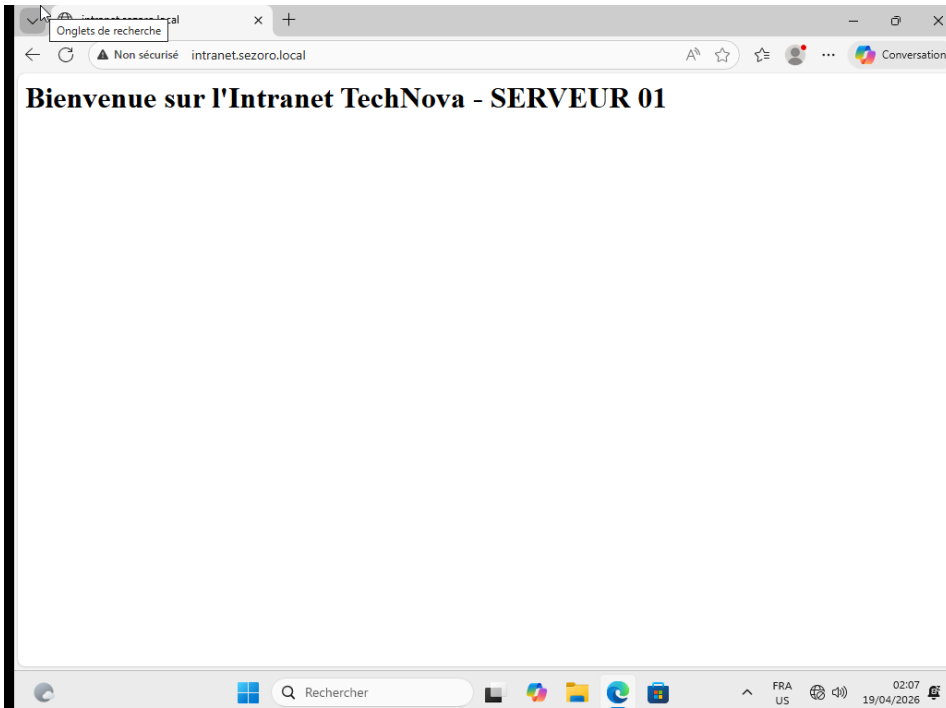 Onglets de recherche
Non sécurisé intranet.sezoro.local
Conversation
Bienvenue sur l'Intranet TechNova - SERVEUR 01
Rechercher
FRA
US
02:07
19/04/2026